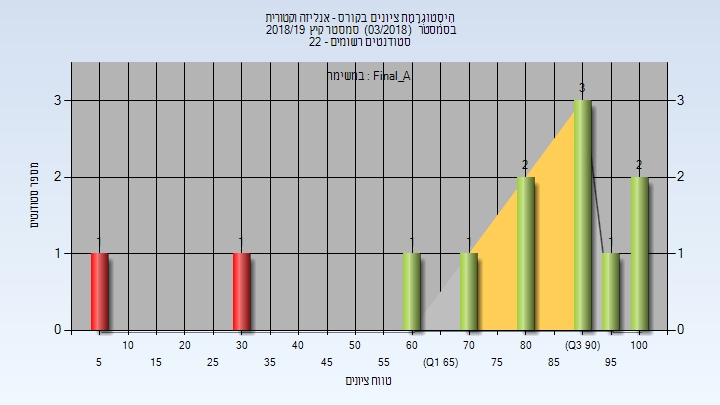 היסטוגרמת ציונים בקורס - אנליזה וקטורית
בסמסטר (03/2018) סמסטר קיץ 2018/19
סטודנטים רשומים - 22
במשימר : Final_A
3
2
1
0
מספר סטודנטים
1
1
1
1
2
3
1
2
3
2
1
0
10 20 30 40 50 60 70 80 (Q3 90) 100
5 15 25 35 45 55 (Q1 65) 75 85 95
טווח ציונים